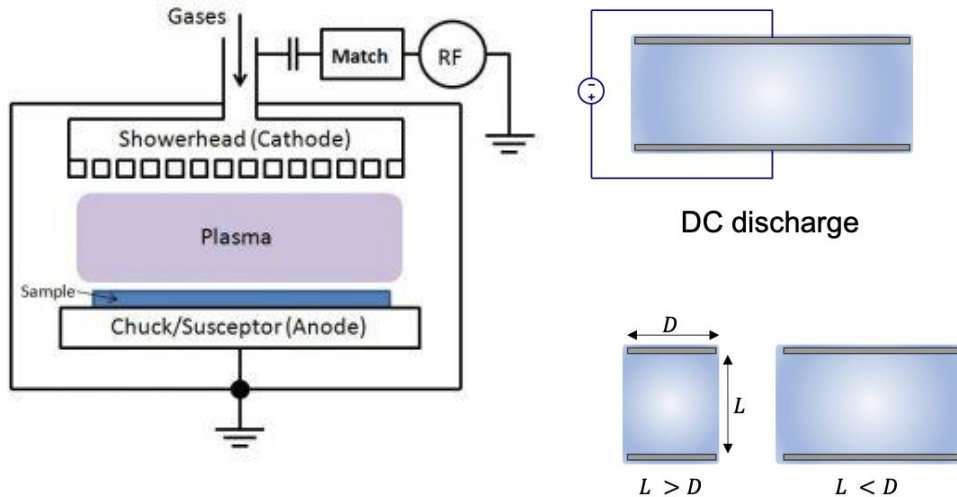 Gases
Match
RF
Showerhead (Cathode)
Plasma
Sample
Chuck/Susceptor (Anode)
−
+
DC discharge
D
L
L > D
L < D